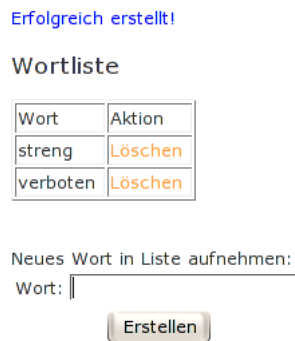 Erfolgreich erstellt!
Wortliste
Wort Aktion
streng Löschen
verboten Löschen
Neues Wort in Liste aufnehmen:
Wort:
Erstellen